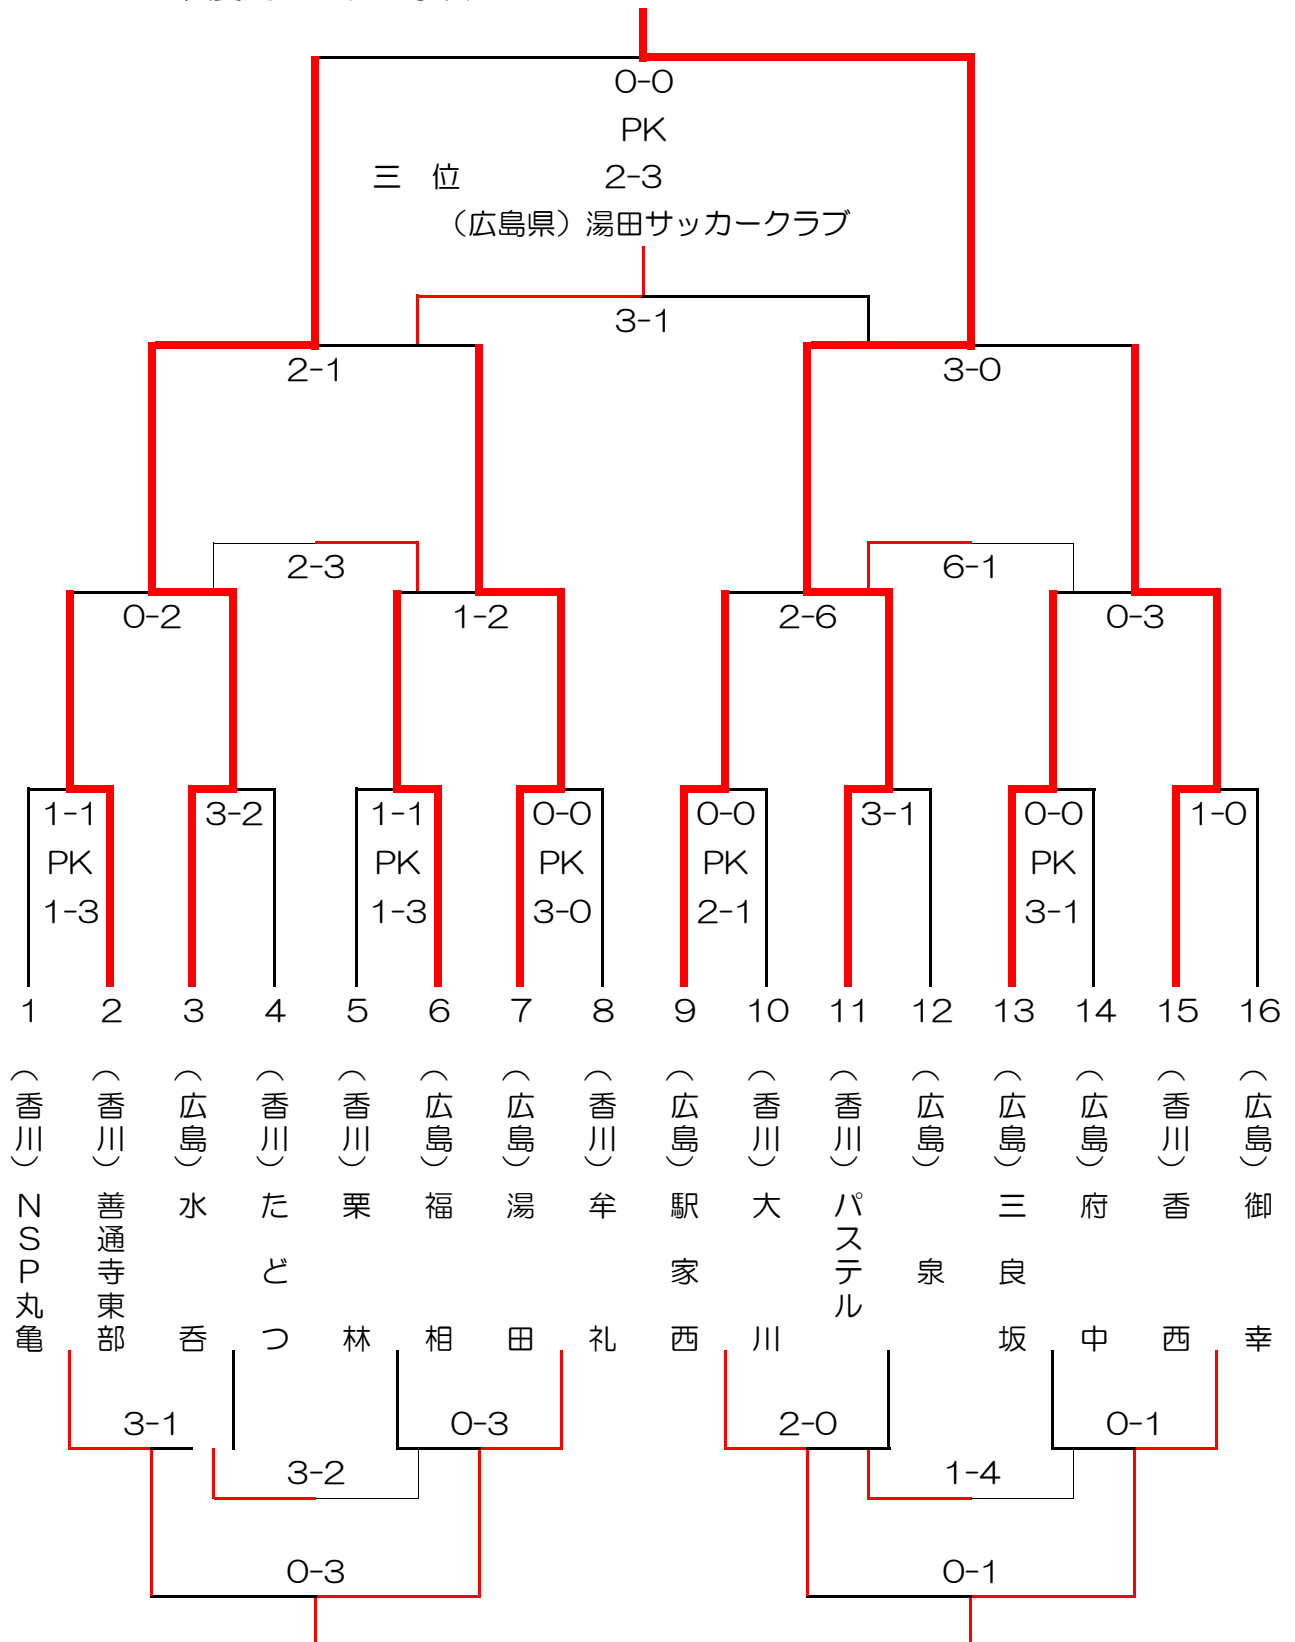 0-0
PK
三 位 2-3
（広島県）湯田サッカークラブ
3-1
2-1 3-0
2-3 6-1
0-2 1-2 2-6 0-3
1-1 3-2 1-1 0-0 0-0 3-1 0-0 1-0
PK PK PK PK PK
1-3 1-3 3-0 2-1 3-1
1 2 3 4 5 6 7 8 9 10 11 12 13 14 15 16
（香川）NSP丸亀
（香川）善通寺東部
（広島）水呑
（香川）たどつ
（香川）栗林
（広島）福相
（広島）湯田
（香川）牟礼
（広島）駅家西
（香川）大川
（香川）パステル
（広島）泉
（広島）三良坂
（広島）府中
（香川）香西
（広島）御幸
3-1 0-3 2-0 0-1
3-2 1-4
0-3 0-1